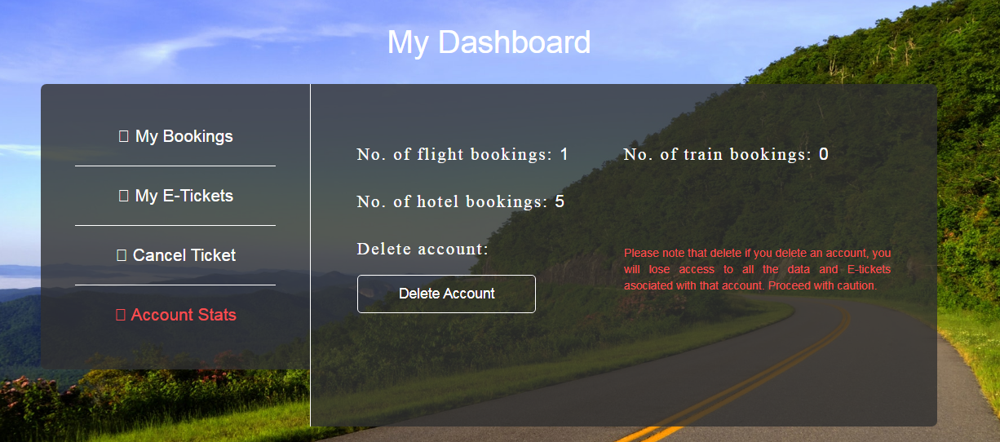 My Dashboard
My Bookings
My E-Tickets
Cancel Ticket
Account Stats
No. of flight bookings: 1
No. of train bookings: 0
No. of hotel bookings: 5
Delete account:
Delete Account
Please note that delete if you delete an account, you
will lose access to all the data and E-tickets
asociated with that account. Proceed with caution.